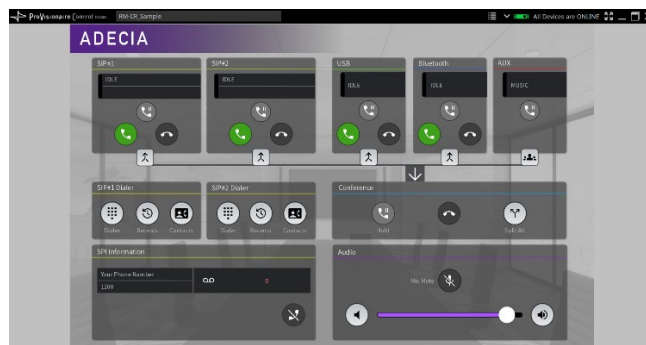 ProVisionaire Control
RM-CR_Sample
All Devices are ONLINE
ADECIA
SIP#1
SIP#2
USB
Bluetooth
AUX
IDLE
IDLE
IDLE
IDLE
MUSIC
SIP#1 Dialer
SIP#2 Dialer
Conference
Dialer
Recents
Contacts
Dialer
Recents
Contacts
Hold
Split All
SPI Information
Audio
Your Phone Number
1200
Mic Mute